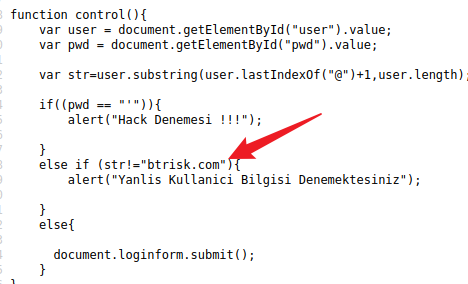 function control(){
var user = document.getElementById("user").value;
var pwd = document.getElementById("pwd").value;
var str=user.substring(user.lastIndexOf("@")+1,user.length);
if((pwd == "'")){
alert("Hack Denemesi !!!");
}
else if (str!="btrisk.com"){
alert("Yanlis Kullanici Bilgisi Denemektesiniz");
}
else{
document.loginform.submit();
}
}